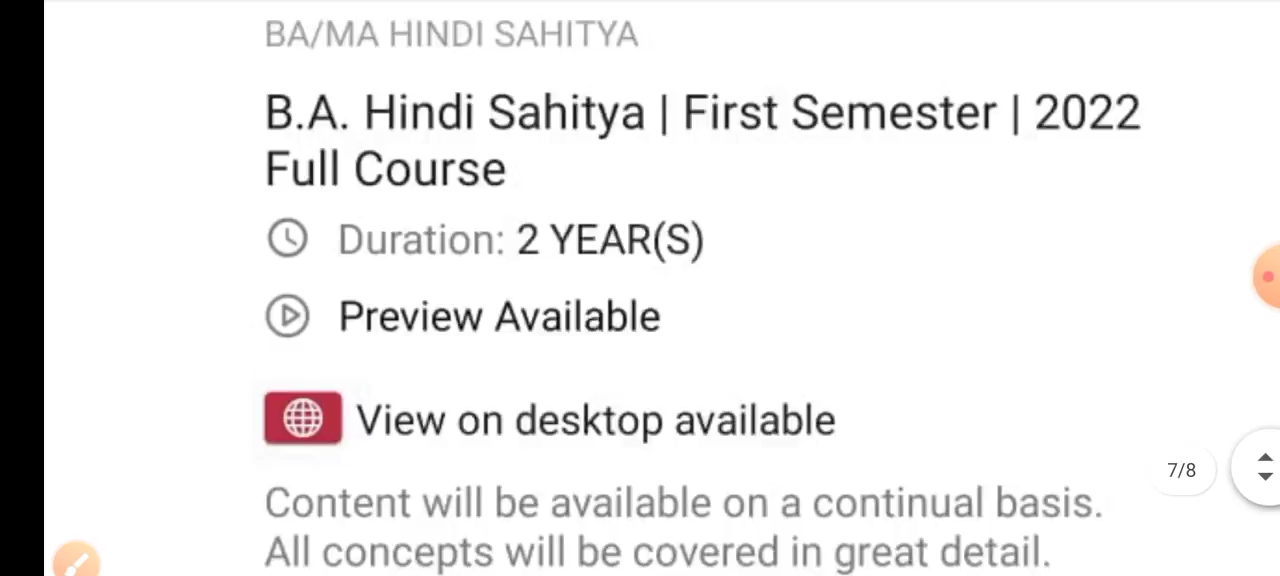 BA/MA HINDI SAHITYA
B.A. Hindi Sahitya | First Semester | 2022
Full Course
Duration: 2 YEAR(S)
Preview Available
View on desktop available
7/8
Content will be available on a continual basis.
All concepts will be covered in great detail.